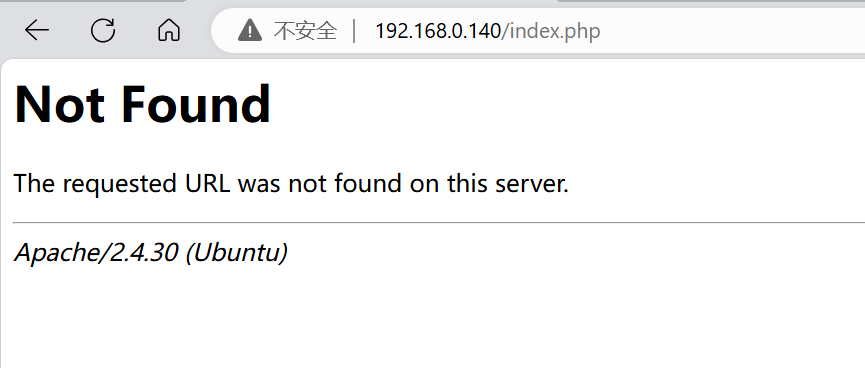 不安全 | 192.168.0.140/index.php
Not Found
The requested URL was not found on this server.
Apache/2.4.30 (Ubuntu)